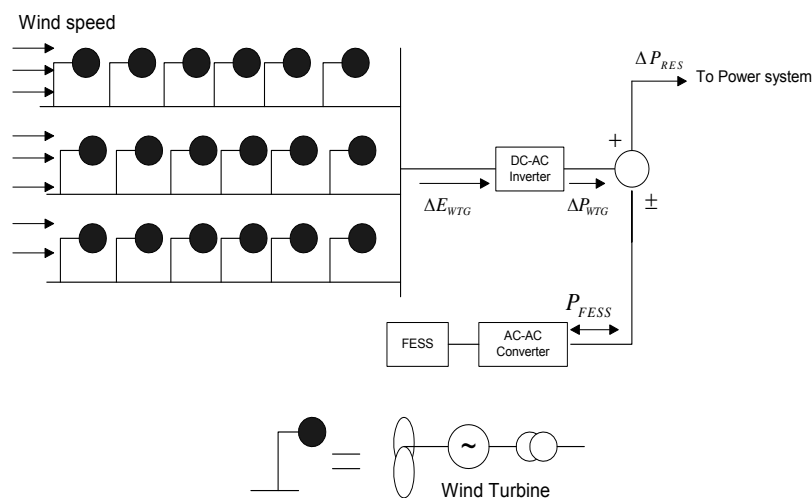 Wind speed
ΔP_RES
To Power system
+
DC-AC
Inverter
ΔE_WTG
ΔP_WTG
±
P_FESS
FESS
AC-AC
Converter
~
Wind Turbine